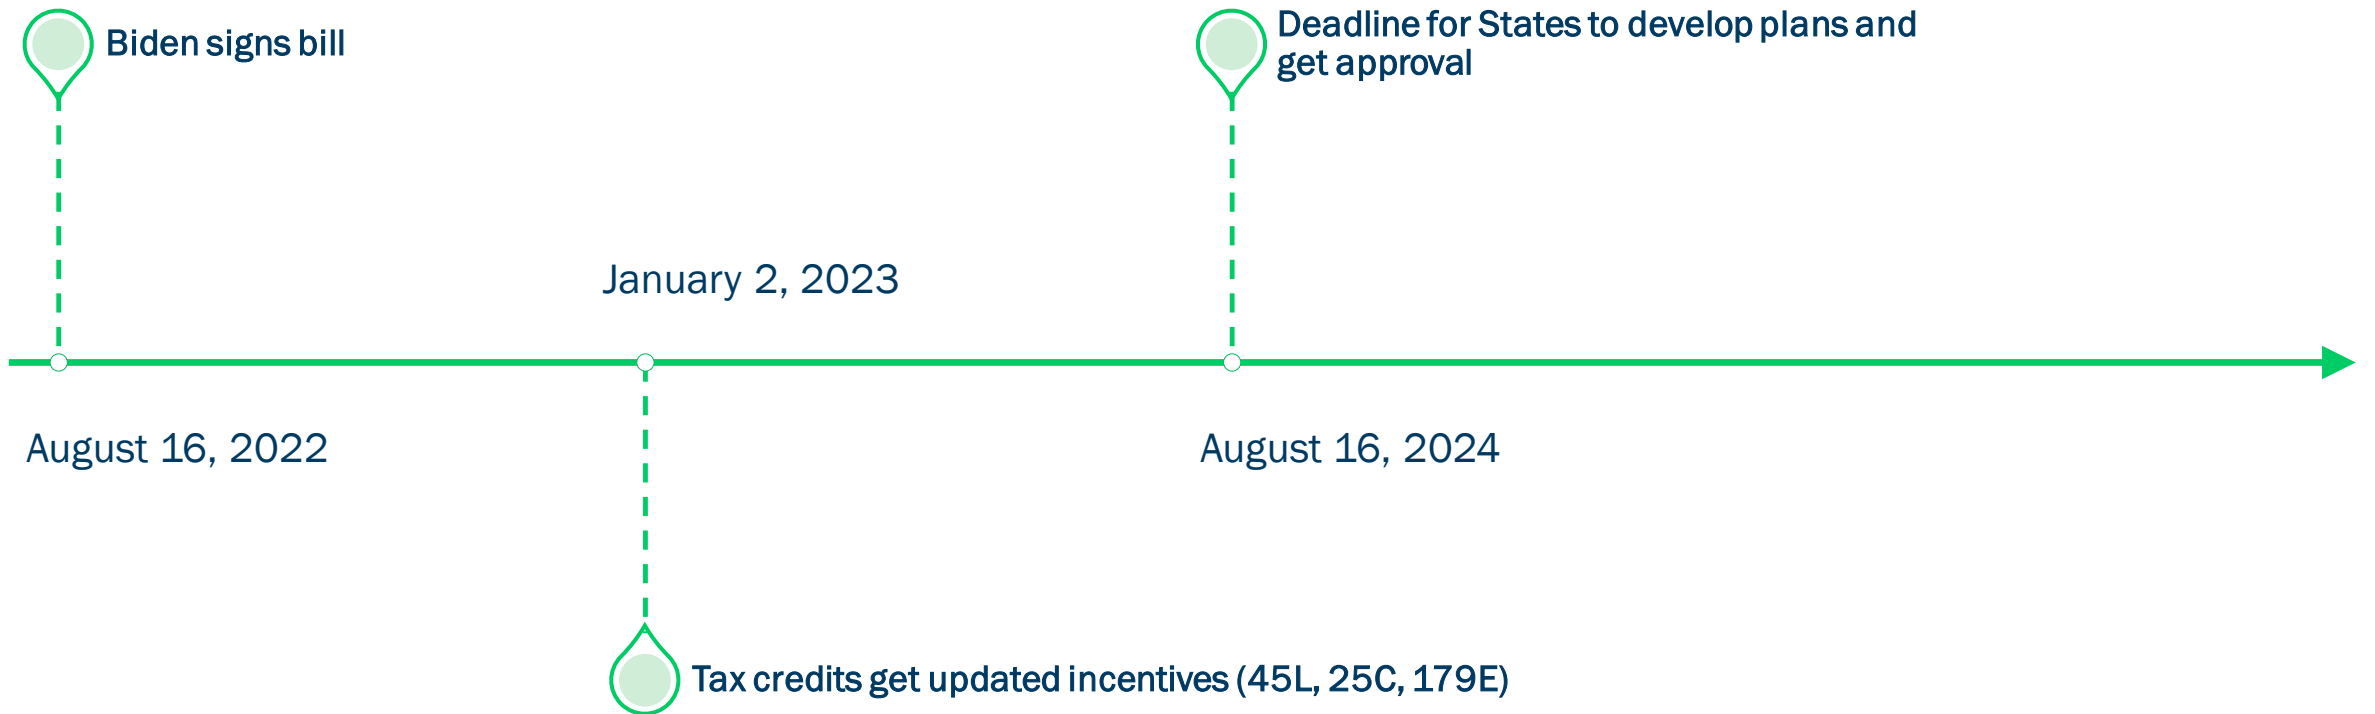 Biden signs bill
Deadline for States to develop plans and
get approval
January 2, 2023
August 16, 2022
August 16, 2024
Tax credits get updated incentives (45L, 25C, 179E)